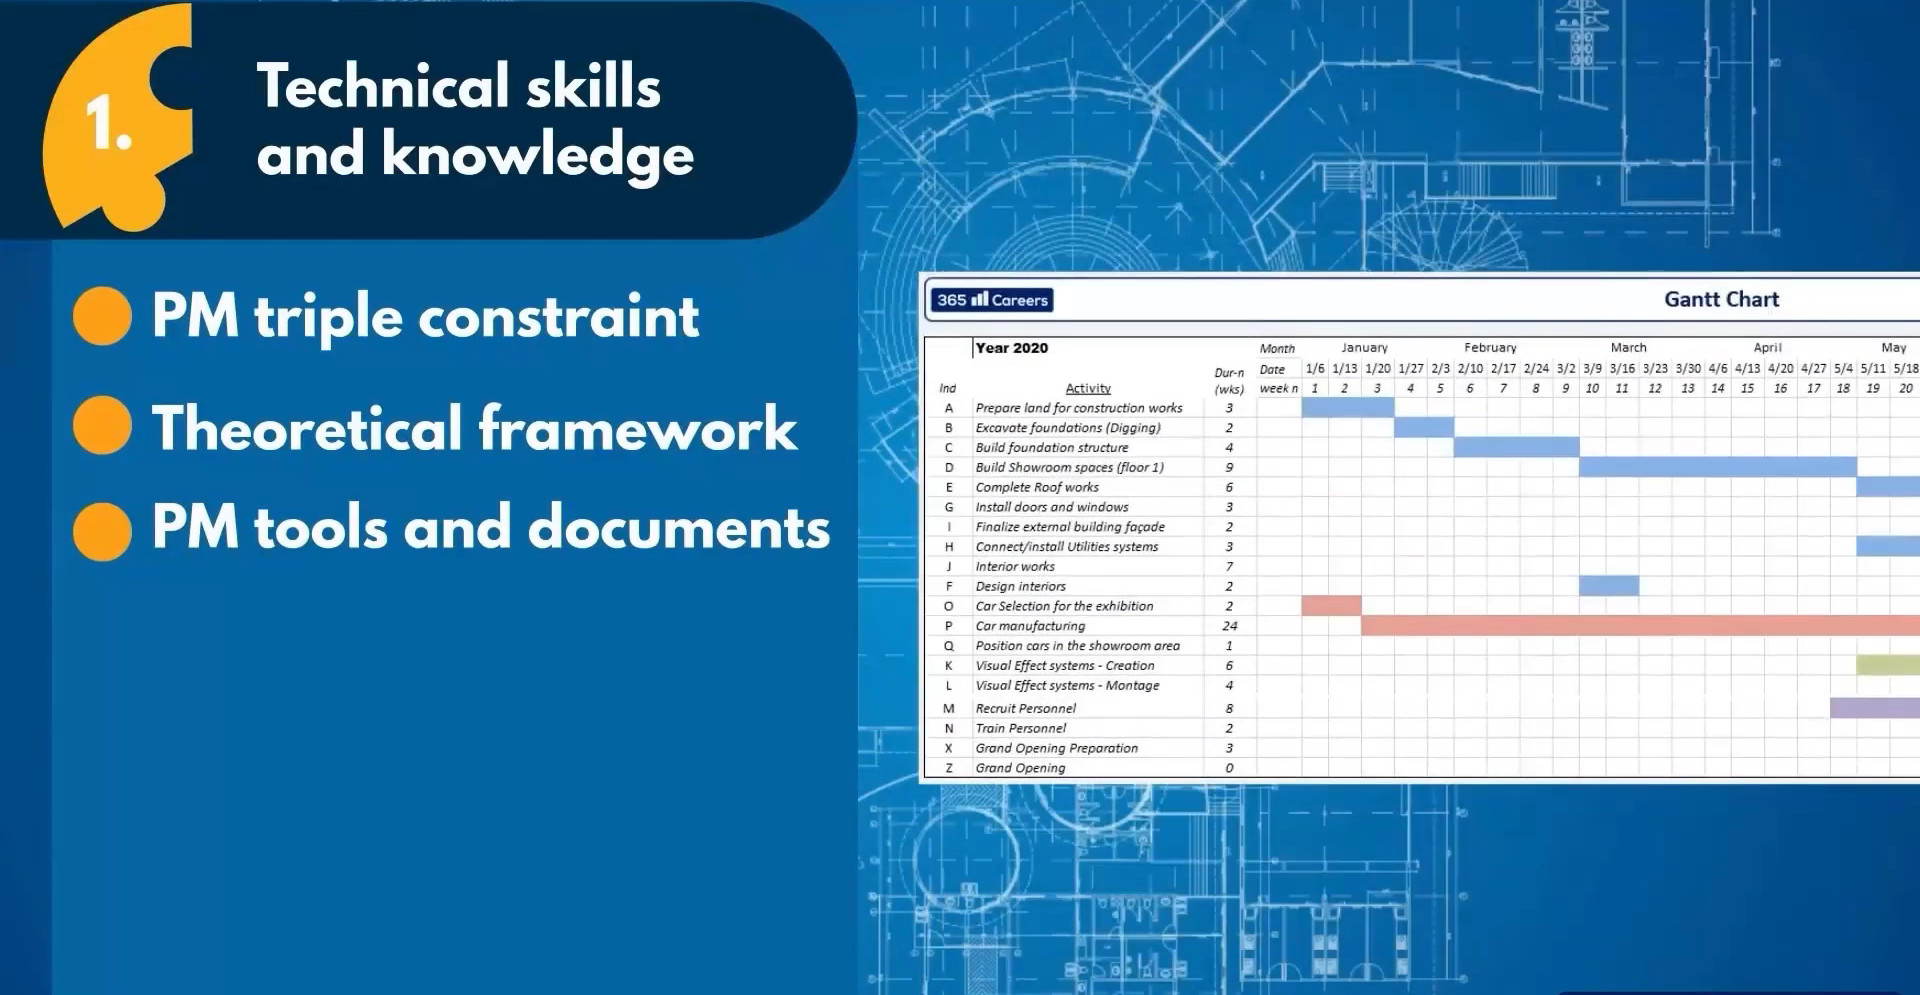 1.
Technical skills
and knowledge
PM triple constraint
Theoretical framework
PM tools and documents
365 Careers
Gantt Chart
Year 2020 Month January February March April May
Dur-n Date 1/6 1/13 1/20 1/27 2/3 2/10 2/17 2/24 3/2 3/9 3/16 3/23 3/30 4/6 4/13 4/20 4/27 5/4 5/11 5/18
Ind Activity (wks) week n 1 2 3 4 5 6 7 8 9 10 11 12 13 14 15 16 17 18 19 20
A Prepare land for construction works 3
B Excavate foundations (Digging) 2
C Build foundation structure 4
D Build Showroom spaces (floor 1) 9
E Complete Roof works 6
G Install doors and windows 3
I Finalize external building façade 2
H Connect/install Utilities systems 3
J Interior works 7
F Design interiors 2
O Car Selection for the exhibition 2
P Car manufacturing 24
Q Position cars in the showroom area 1
K Visual Effect systems - Creation 6
L Visual Effect systems - Montage 4
M Recruit Personnel 8
N Train Personnel 2
X Grand Opening Preparation 3
Z Grand Opening 0